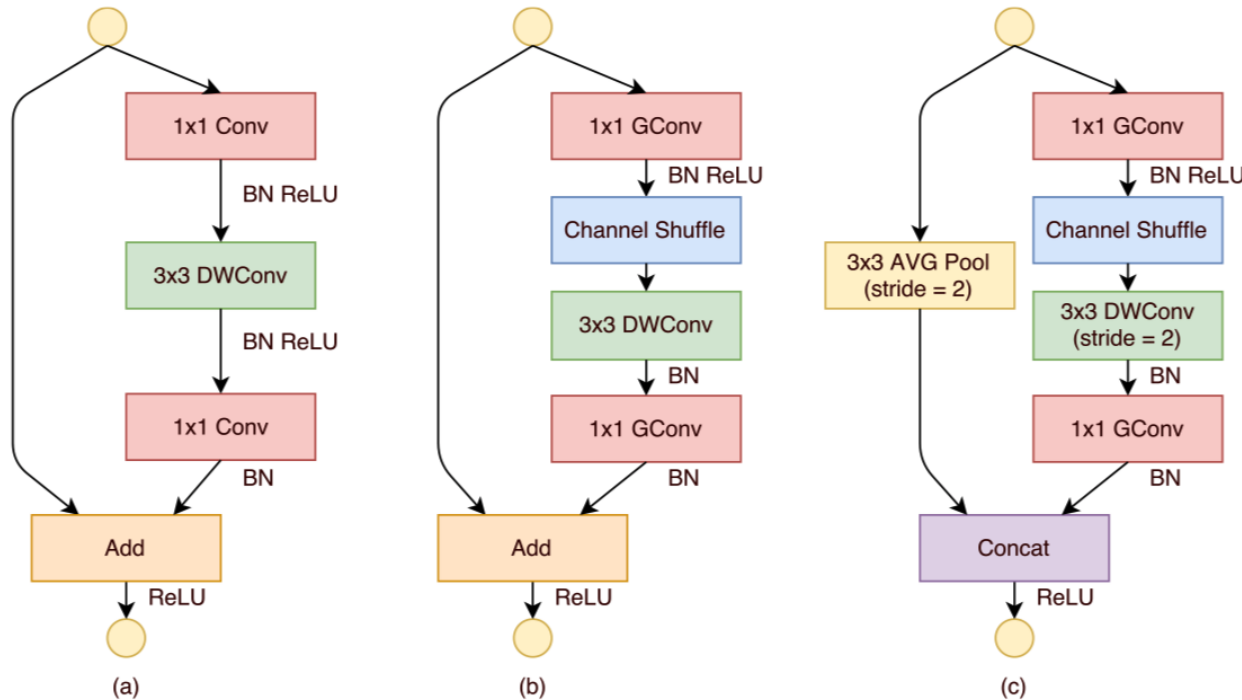 1x1 Conv
BN ReLU
3x3 DWConv
BN ReLU
1x1 Conv
BN
Add
ReLU
(a)
1x1 GConv
BN ReLU
Channel Shuffle
3x3 DWConv
BN
1x1 GConv
BN
Add
ReLU
(b)
3x3 AVG Pool
(stride = 2)
1x1 GConv
BN ReLU
Channel Shuffle
3x3 DWConv
(stride = 2)
BN
1x1 GConv
BN
Concat
ReLU
(c)